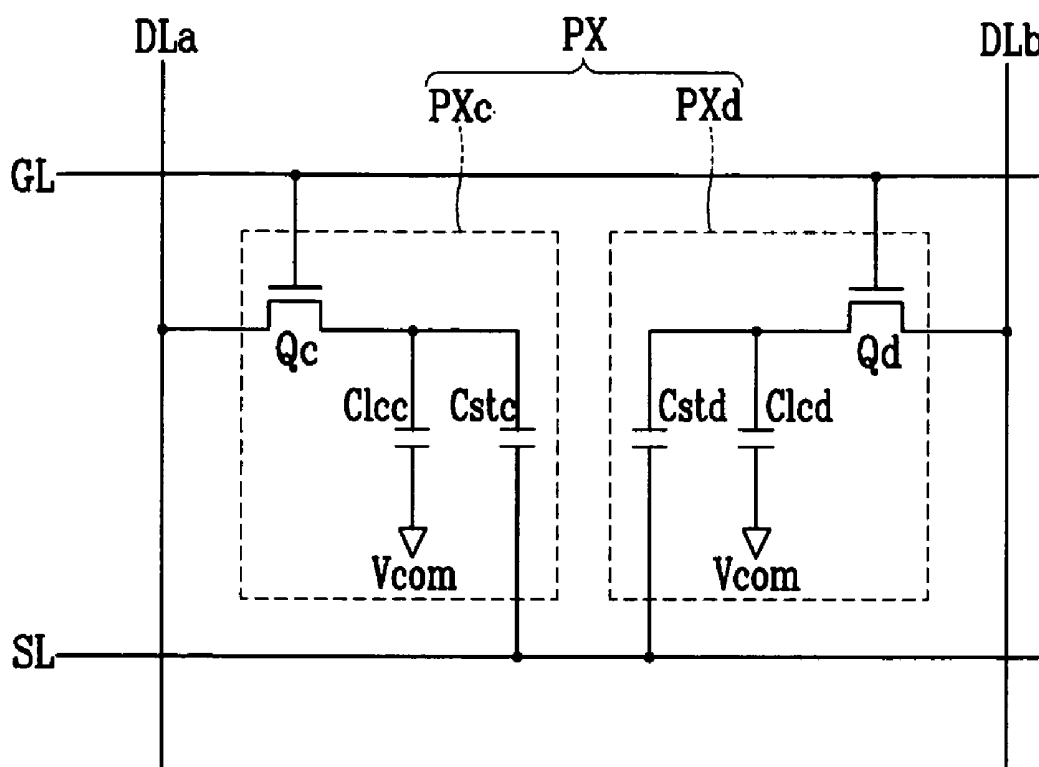 DLa PX DLb
PXc PXd
GL
Qc Qd
Clcc Cstc Cstd Clcd
Vcom Vcom
SL